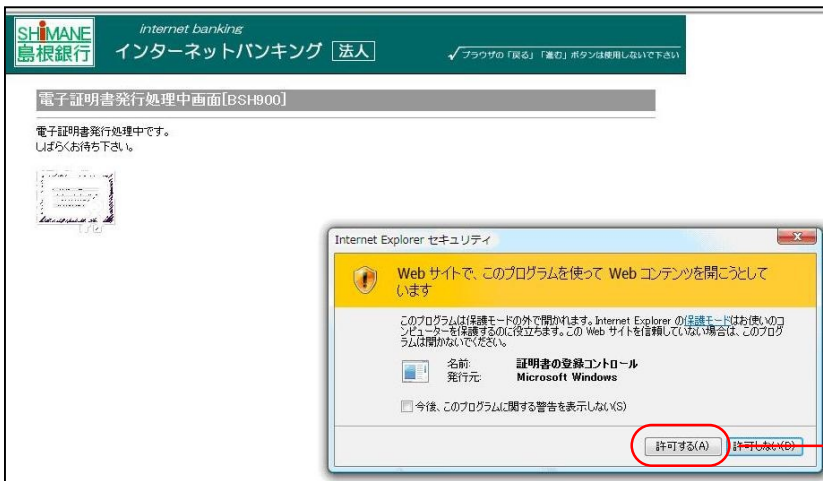 SHiMANE
島根銀行
internet banking
インターネットバンキング 法人
√ブラウザの「戻る」「進む」ボタンは使用しないで下さい
電子証明書発行処理中画面[BSH900]
電子証明書発行処理中です。
しばらくお待ち下さい。
Internet Explorer セキュリティ
Web サイトで、このプログラムを使って Web コンテンツを開こうとして
います
このプログラムは保護モードの外で開かれます。Internet Explorer の保護モードはお使いのコ
ンピューターを保護するのに役立ちます。この Web サイトを信頼していない場合は、このプログ
ラムは開かないでください。
名前: 証明書の登録コントロール
発行元: Microsoft Windows
今後、このプログラムに関する警告を表示しない(S)
許可する(A) 許可しない(D)